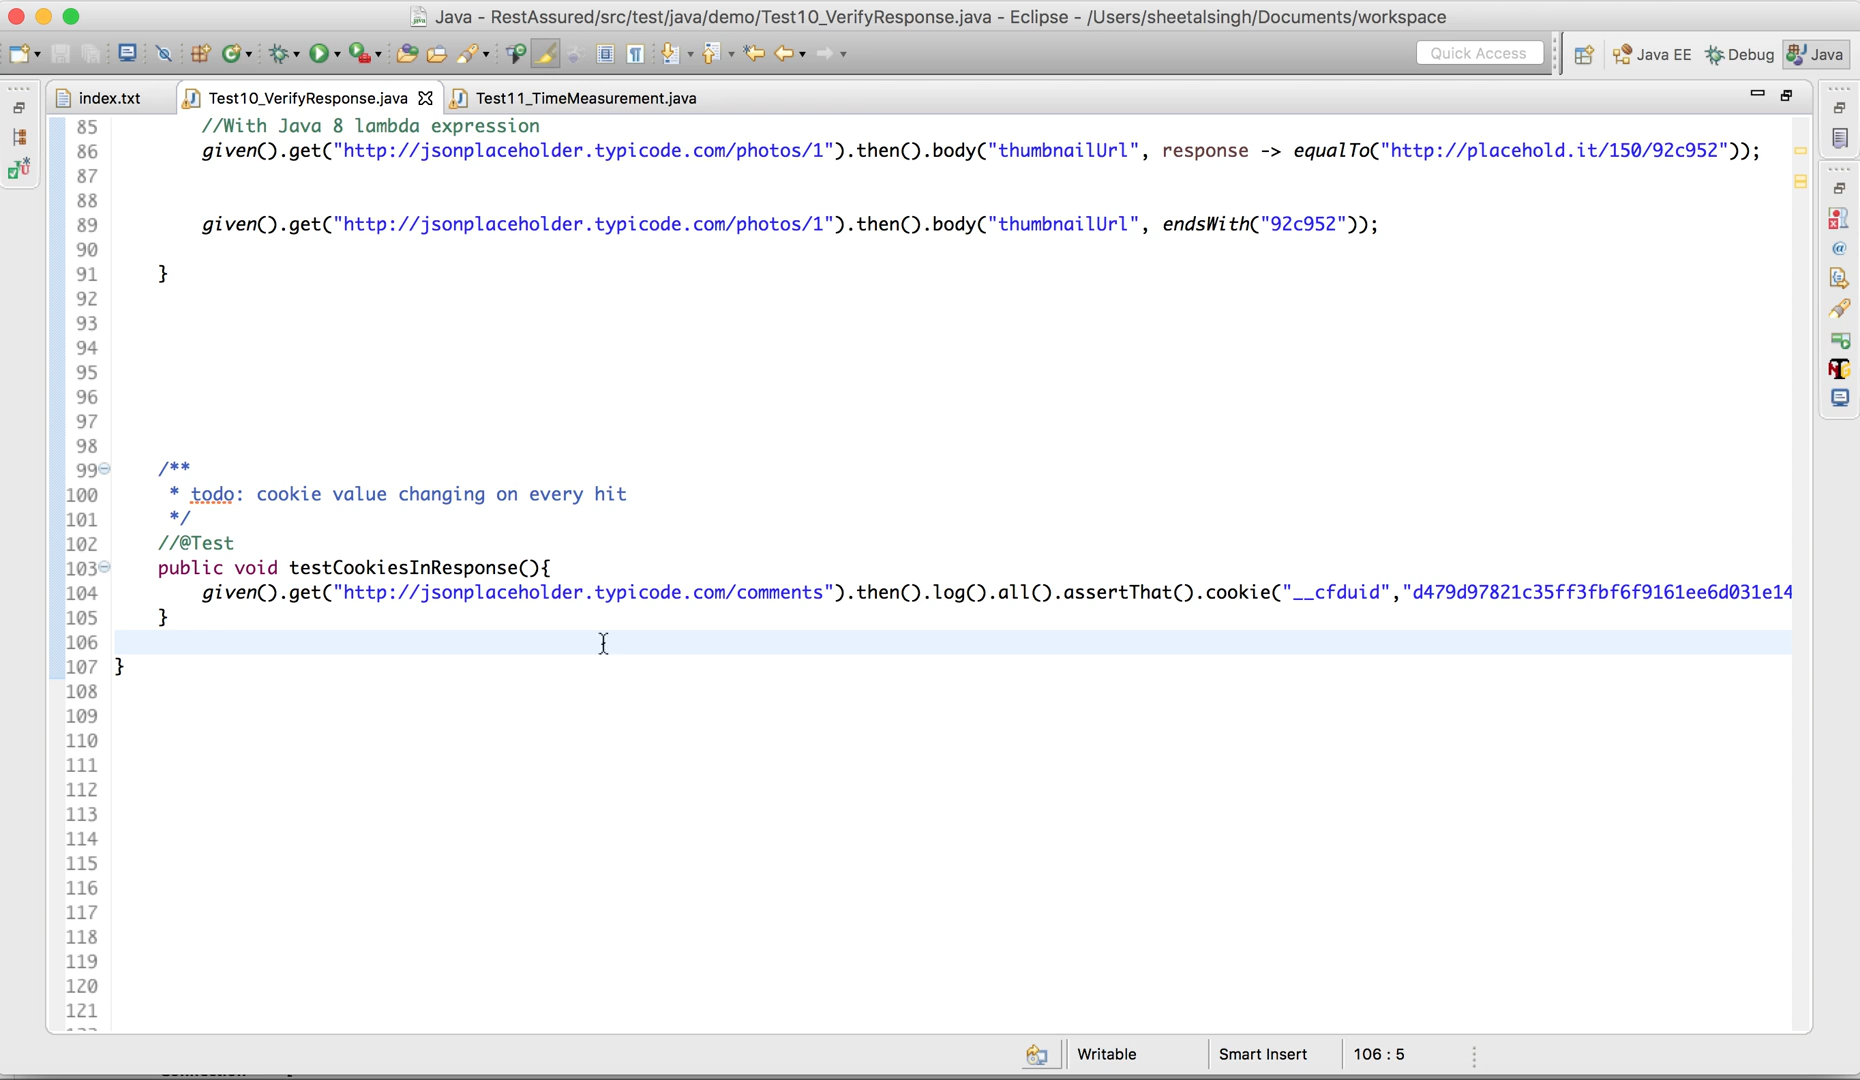 Java - RestAssured/src/test/java/demo/Test10_VerifyResponse.java - Eclipse - /Users/sheetalsingh/Documents/workspace
Quick Access
Java EE
Debug
Java
index.txt
Test10_VerifyResponse.java
Test11_TimeMeasurement.java
85 //With Java 8 lambda expression
86 given().get("http://jsonplaceholder.typicode.com/photos/1").then().body("thumbnailUrl", response -> equalTo("http://placehold.it/150/92c952"));
87
88
89 given().get("http://jsonplaceholder.typicode.com/photos/1").then().body("thumbnailUrl", endsWith("92c952"));
90
91 }
92
93
94
95
96
97
98
99 /**
100 * todo: cookie value changing on every hit
101 */
102 //@Test
103 public void testCookiesInResponse(){
104 given().get("http://jsonplaceholder.typicode.com/comments").then().log().all().assertThat().cookie("__cfduid","d479d97821c35ff3fbf6f9161ee6d031e14
105 }
106
107 }
108
109
110
111
112
113
114
115
116
117
118
119
120
121
Writable
Smart Insert
106 : 5